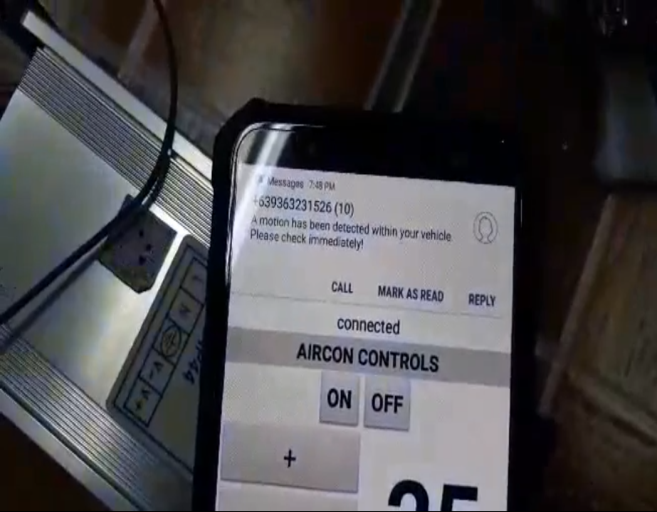 Messages 7:48 PM
+639363231526 (10)
A motion has been detected within your vehicle
Please check immediately!
CALL MARK AS READ REPLY
connected
AIRCON CONTROLS
ON OFF
+
25